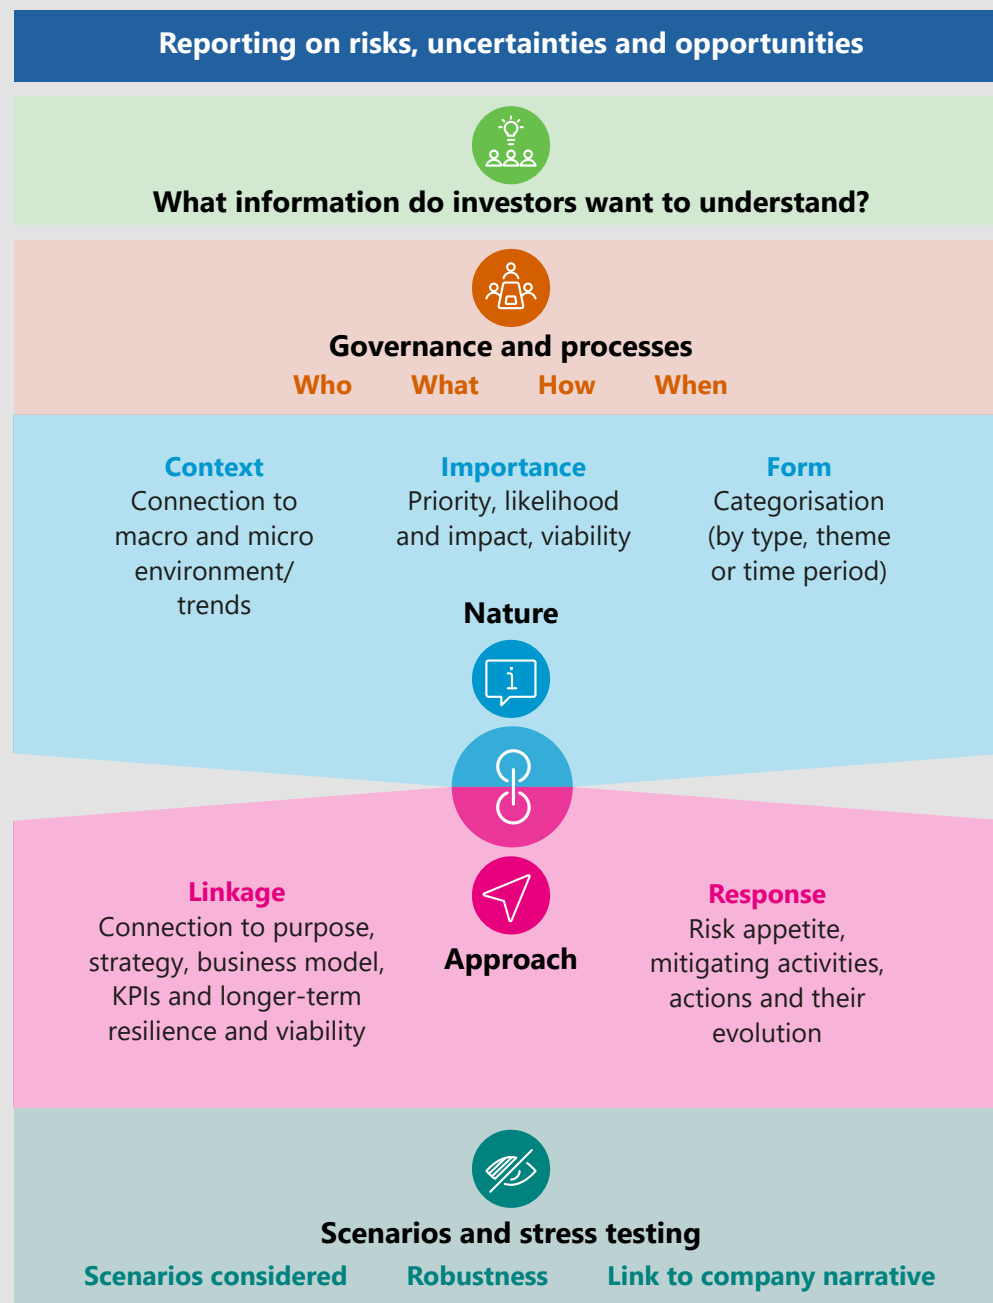 Reporting on risks, uncertainties and opportunities
What information do investors want to understand?
Governance and processes
Who What How When
Context
Connection to
macro and micro
environment/
trends
Importance
Priority, likelihood
and impact, viability
Form
Categorisation
(by type, theme
or time period)
Nature
i
Linkage
Connection to purpose,
strategy, business model,
KPIs and longer-term
resilience and viability
Approach
Response
Risk appetite,
mitigating activities,
actions and their
evolution
Scenarios and stress testing
Scenarios considered Robustness Link to company narrative